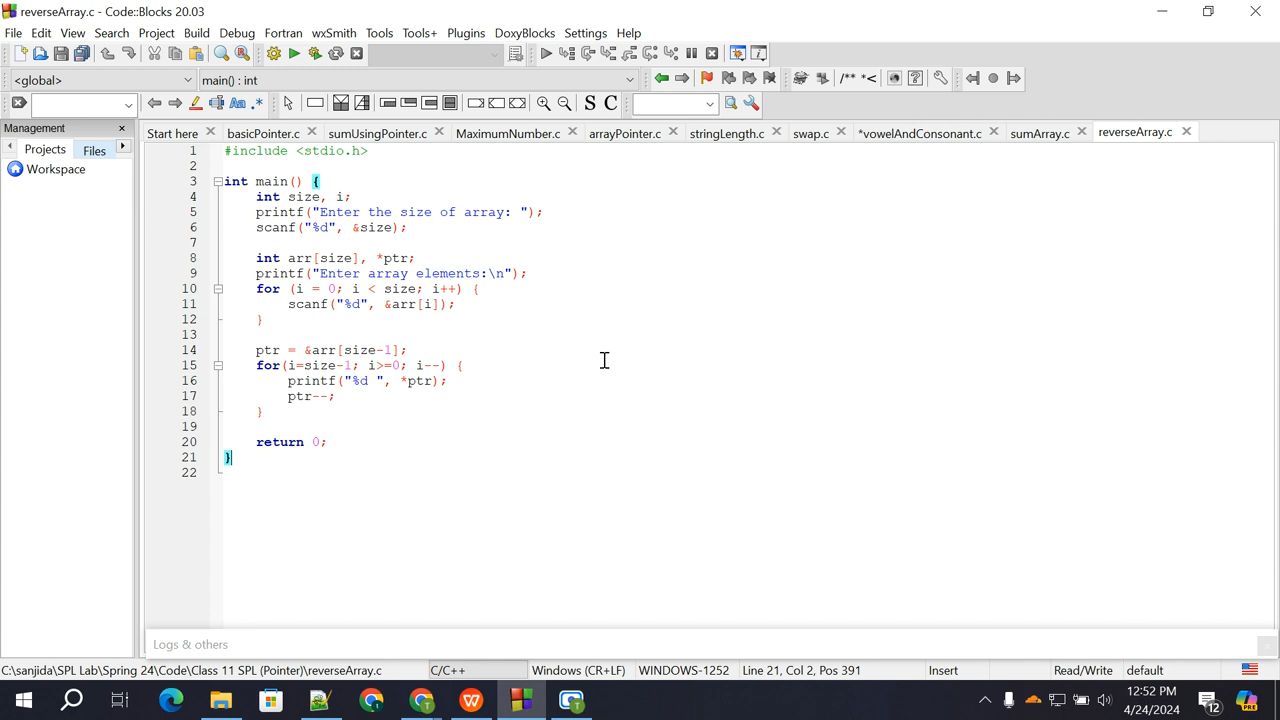 reverseArray.c - Code::Blocks 20.03
File Edit View Search Project Build Debug Fortran wxSmith Tools Tools+ Plugins DoxyBlocks Settings Help
<global> main() : int
/** *<
Aa .* S C
Management
Start here basicPointer.c sumUsingPointer.c MaximumNumber.c arrayPointer.c stringLength.c swap.c *vowelAndConsonant.c sumArray.c reverseArray.c
Projects Files
Workspace
1 #include <stdio.h>
2
3 int main() {
4 int size, i;
5 printf("Enter the size of array: ");
6 scanf("%d", &size);
7
8 int arr[size], *ptr;
9 printf("Enter array elements:\n");
10 for (i = 0; i < size; i++) {
11 scanf("%d", &arr[i]);
12 }
13
14 ptr = &arr[size-1];
15 for(i=size-1; i>=0; i--) {
16 printf("%d ", *ptr);
17 ptr--;
18 }
19
20 return 0;
21 }
22
Logs & others
C:\sanjida\SPL Lab\Spring 24\Code\Class 11 SPL (Pointer)\reverseArray.c C/C++ Windows (CR+LF) WINDOWS-1252 Line 21, Col 2, Pos 391 Insert Read/Write default
12:52 PM
4/24/2024
12
PRE